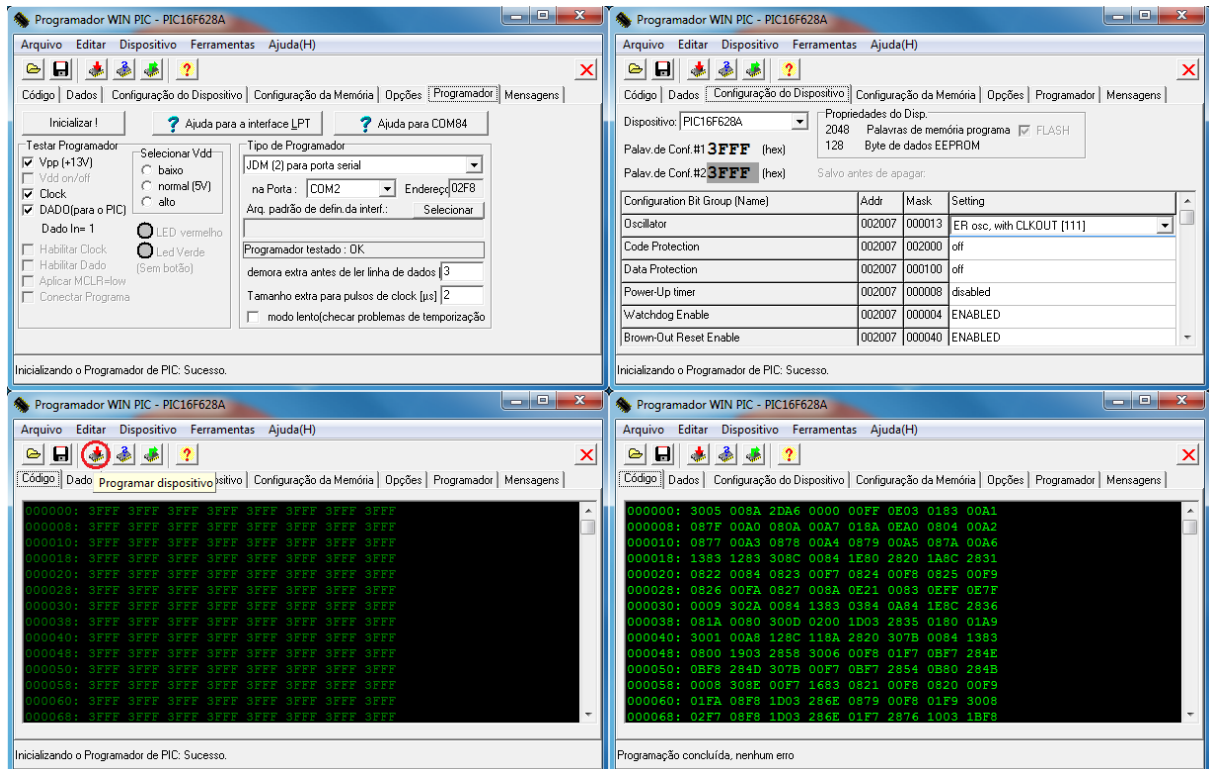 Programador WIN PIC - PIC16F628A
Arquivo Editar Dispositivo Ferramentas Ajuda(H)
Código Dados Configuração do Dispositivo Configuração da Memória Opções Programador Mensagens
Inicializar !
Ajuda para a interface LPT
Ajuda para COM84
Testar Programador
Vpp (+13V)
Vdd on/off
Clock
DADO(para o PIC)
Dado In= 1
Habilitar Clock
Habilitar Dado
Aplicar MCLR=low
Conectar Programa
Selecionar Vdd
baixo
normal (5V)
alto
LED vermelho
Led Verde
(Sem botão)
Tipo de Programador
JDM (2) para porta serial
na Porta : COM2 Endereço 02F8
Arq. padrão de defin.da interf.: Selecionar
Programador testado : OK
demora extra antes de ler linha de dados [ 3
Tamanho extra para pulsos de clock [µs] 2
modo lento(checar problemas de temporização
Inicializando o Programador de PIC: Sucesso.
Programador WIN PIC - PIC16F628A
Arquivo Editar Dispositivo Ferramentas Ajuda(H)
Código Dados Configuração do Dispositivo Configuração da Memória Opções Programador Mensagens
Dispositivo: PIC16F628A
Palav.de Conf.#1 3FFF (hex)
Palav.de Conf.#2 3FFF (hex)
Propriedades do Disp.
2048 Palavras de memória programa FLASH
128 Byte de dados EEPROM
Salvo antes de apagar:
Configuration Bit Group (Name) Addr Mask Setting
Oscillator 002007 000013 ER osc, with CLKOUT [111]
Code Protection 002007 002000 off
Data Protection 002007 000100 off
Power-Up timer 002007 000008 disabled
Watchdog Enable 002007 000004 ENABLED
Brown-Out Reset Enable 002007 000040 ENABLED
Inicializando o Programador de PIC: Sucesso.
Programador WIN PIC - PIC16F628A
Arquivo Editar Dispositivo Ferramentas Ajuda(H)
Código Dado sitivo Configuração da Memória Opções Programador Mensagens
Programar dispositivo
000000: 3FFF 3FFF 3FFF 3FFF 3FFF 3FFF 3FFF 3FFF
000008: 3FFF 3FFF 3FFF 3FFF 3FFF 3FFF 3FFF 3FFF
000010: 3FFF 3FFF 3FFF 3FFF 3FFF 3FFF 3FFF 3FFF
000018: 3FFF 3FFF 3FFF 3FFF 3FFF 3FFF 3FFF 3FFF
000020: 3FFF 3FFF 3FFF 3FFF 3FFF 3FFF 3FFF 3FFF
000028: 3FFF 3FFF 3FFF 3FFF 3FFF 3FFF 3FFF 3FFF
000030: 3FFF 3FFF 3FFF 3FFF 3FFF 3FFF 3FFF 3FFF
000038: 3FFF 3FFF 3FFF 3FFF 3FFF 3FFF 3FFF 3FFF
000040: 3FFF 3FFF 3FFF 3FFF 3FFF 3FFF 3FFF 3FFF
000048: 3FFF 3FFF 3FFF 3FFF 3FFF 3FFF 3FFF 3FFF
000050: 3FFF 3FFF 3FFF 3FFF 3FFF 3FFF 3FFF 3FFF
000058: 3FFF 3FFF 3FFF 3FFF 3FFF 3FFF 3FFF 3FFF
000060: 3FFF 3FFF 3FFF 3FFF 3FFF 3FFF 3FFF 3FFF
000068: 3FFF 3FFF 3FFF 3FFF 3FFF 3FFF 3FFF 3FFF
Inicializando o Programador de PIC: Sucesso.
Programador WIN PIC - PIC16F628A
Arquivo Editar Dispositivo Ferramentas Ajuda(H)
Código Dados Configuração do Dispositivo Configuração da Memória Opções Programador Mensagens
000000: 3005 008A 2DA6 0000 00FF 0E03 0183 00A1
000008: 087F 00A0 080A 00A7 018A 0EA0 0804 00A2
000010: 0877 00A3 0878 00A4 0879 00A5 087A 00A6
000018: 1383 1283 308C 0084 1E80 2820 1A8C 2831
000020: 0822 0084 0823 00F7 0824 00F8 0825 00F9
000028: 0826 00FA 0827 008A 0E21 0083 0EFF 0E7F
000030: 0009 302A 0084 1383 0384 0A84 1E8C 2836
000038: 081A 0080 300D 0200 1D03 2835 0180 01A9
000040: 3001 00A8 128C 118A 2820 307B 0084 1383
000048: 0800 1903 2858 3006 00F8 01F7 0BF7 284E
000050: 0BF8 284D 307B 00F7 0BF7 2854 0B80 284B
000058: 0008 308E 00F7 1683 0821 00F8 0820 00F9
000060: 01FA 08F8 1D03 286E 0879 00F8 01F9 3008
000068: 02F7 08F8 1D03 286E 01F7 2876 1003 1BF8
Programação concluída, nenhum erro